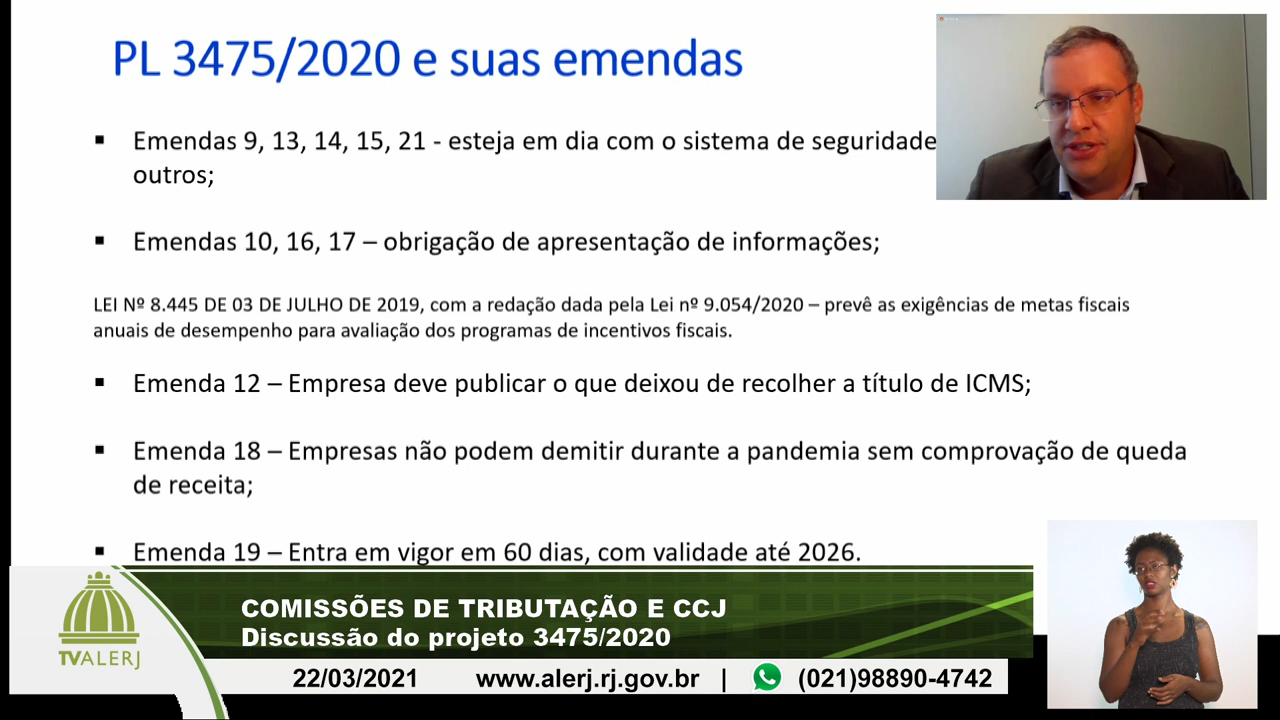 PL 3475/2020 e suas emendas
▪ Emendas 9, 13, 14, 15, 21 - esteja em dia com o sistema de seguridade
outros;
▪ Emendas 10, 16, 17 – obrigação de apresentação de informações;
LEI Nº 8.445 DE 03 DE JULHO DE 2019, com a redação dada pela Lei nº 9.054/2020 – prevê as exigências de metas fiscais
anuais de desempenho para avaliação dos programas de incentivos fiscais.
▪ Emenda 12 – Empresa deve publicar o que deixou de recolher a título de ICMS;
▪ Emenda 18 – Empresas não podem demitir durante a pandemia sem comprovação de queda
de receita;
▪ Emenda 19 – Entra em vigor em 60 dias, com validade até 2026.
COMISSÕES DE TRIBUTAÇÃO E CCJ
Discussão do projeto 3475/2020
TVALERJ
22/03/2021 www.alerj.rj.gov.br | (021)98890-4742